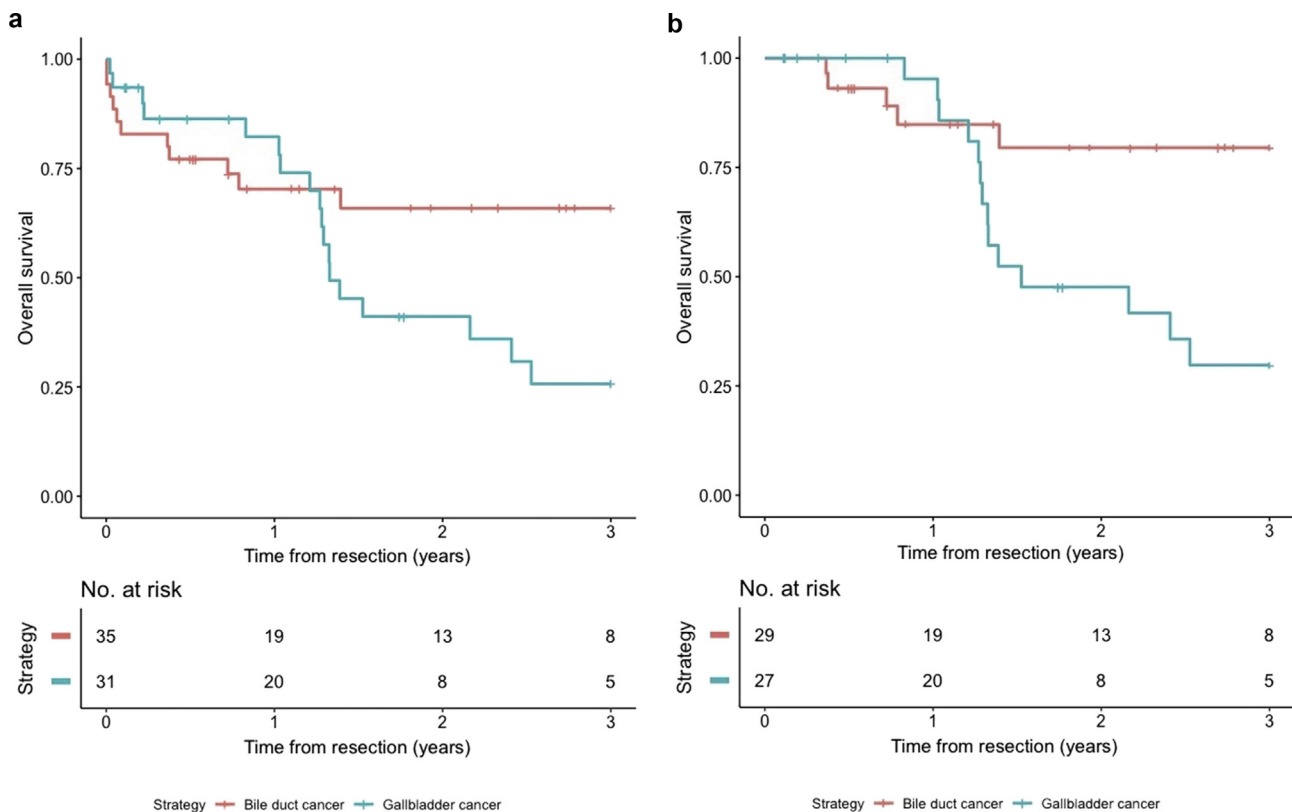 a
1.00
0.75
0.50
0.25
0.00
Overall survival
0 1 2 3
Time from resection (years)
No. at risk
Strategy
35 19 13 8
31 20 8 5
0 1 2 3
Time from resection (years)
Strategy Bile duct cancer Gallbladder cancer
b
1.00
0.75
0.50
0.25
0.00
Overall survival
0 1 2 3
Time from resection (years)
No. at risk
Strategy
29 19 13 8
27 20 8 5
0 1 2 3
Time from resection (years)
Strategy Bile duct cancer Gallbladder cancer